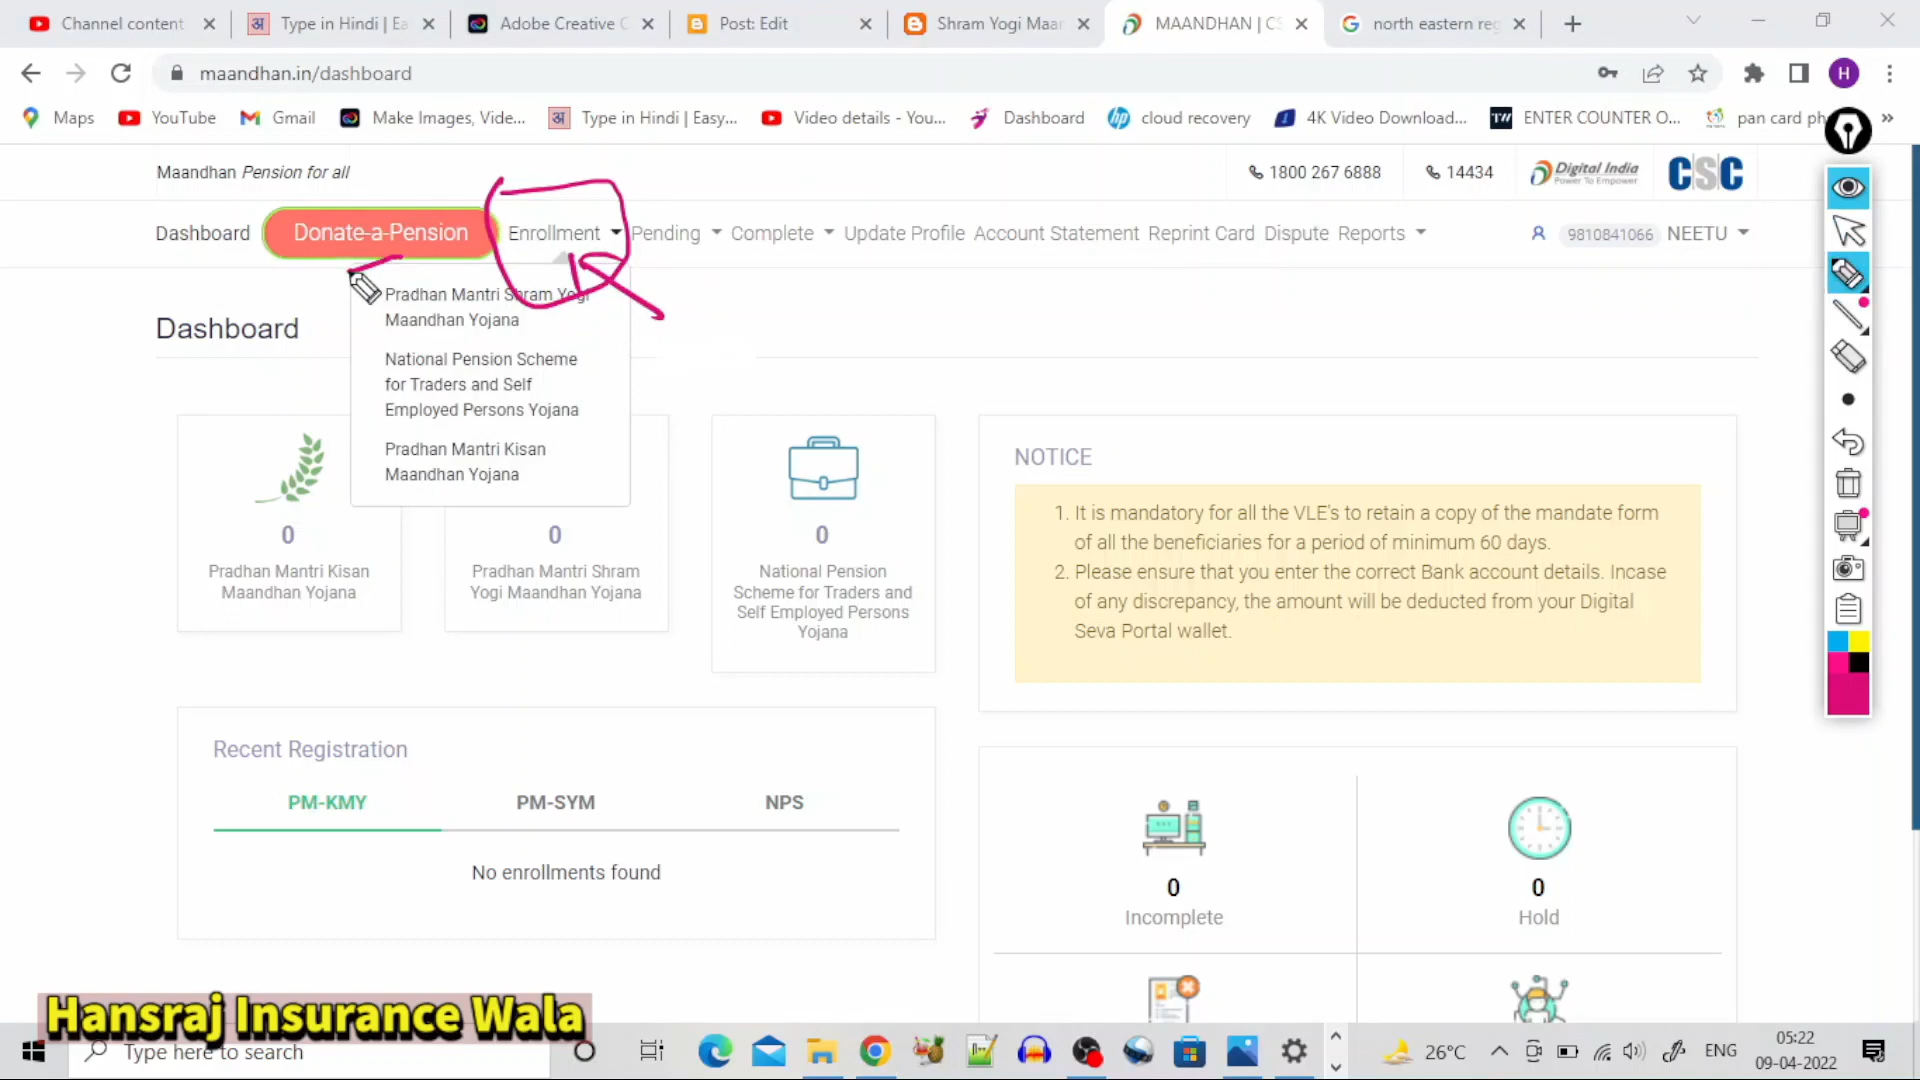 Channel content
Type in Hindi | Ea
Adobe Creative C
Post: Edit
Shram Yogi Maan
MAANDHAN | CS
north eastern reg
maandhan.in/dashboard
H
Maps
YouTube
Gmail
Make Images, Vide...
अ Type in Hindi | Easy...
Video details - You...
Dashboard
hp cloud recovery
4K Video Download...
TW ENTER COUNTER O...
pan card ph
Maandhan Pension for all
1800 267 6888
14434
Digital India
Power To Empower
CSC
Dashboard
Donate-a-Pension
Enrollment
Pending
Complete
Update Profile
Account Statement
Reprint Card
Dispute
Reports
9810841066
NEETU
Pradhan Mantri Shram Yogi
Maandhan Yojana
National Pension Scheme
for Traders and Self
Employed Persons Yojana
Pradhan Mantri Kisan
Maandhan Yojana
Dashboard
0
Pradhan Mantri Kisan
Maandhan Yojana
0
Pradhan Mantri Shram
Yogi Maandhan Yojana
0
National Pension
Scheme for Traders and
Self Employed Persons
Yojana
NOTICE
1. It is mandatory for all the VLE's to retain a copy of the mandate form
of all the beneficiaries for a period of minimum 60 days.
2. Please ensure that you enter the correct Bank account details. Incase
of any discrepancy, the amount will be deducted from your Digital
Seva Portal wallet.
Recent Registration
PM-KMY
PM-SYM
NPS
No enrollments found
0
Incomplete
0
Hold
Hansraj Insurance Wala
Type here to search
26°C
ENG
05:22
09-04-2022